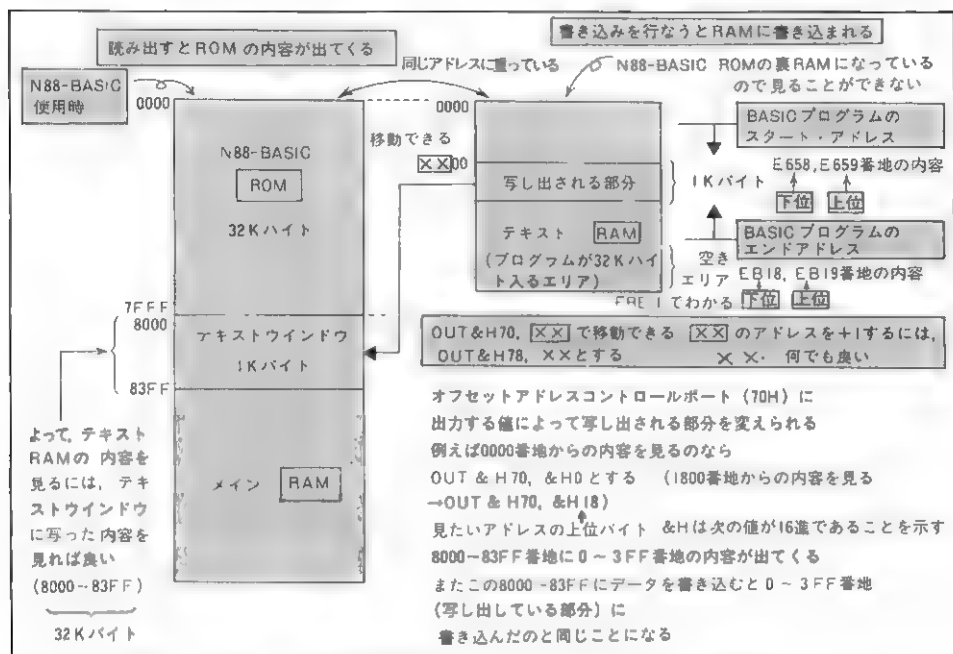 読み出すとROMの内容が出てくる
書き込みを行なうとRAMに書き込まれる
N88-BASIC
使用時
同じアドレスに重っている
N88-BASIC ROMの裏RAMになっている
ので見ることができない
0000
0000
移動できる
××00
N88-BASIC
ROM
32Kバイト
写し出される部分
1Kバイト
テキスト RAM
(プログラムが32Kバイ
ト入るエリア)
空き
エリア
FRE 1でわかる
BASICプログラムの
スタート・アドレス
E658, E659番地の内容
下位 上位
BASICプログラムの
エンドアドレス
EB18, EB19番地の内容
下位 上位
7FFF
8000
テキストウインドウ
1Kバイト
83FF
メイン RAM
よって, テキスト
RAMの内容を
見るには, テキ
ストウインドウ
に写った内容を
見れば良い
(8000〜83FF)
32Kバイト
OUT &H70, ×× で移動できる ×× のアドレスを+1するには,
OUT &H78, ××とする ××. 何でも良い
オフセットアドレスコントロールポート (70H) に
出力する値によって写し出される部分を変えられる
例えば0000番地からの内容を見るのなら
OUT & H70, &H0とする (1800番地からの内容を見る
→OUT & H70, &H18)
見たいアドレスの上位バイト &Hは次の値が16進であることを示す
8000〜83FF番地に0〜3FF番地の内容が出てくる
またこの8000-83FFにデータを書き込むと0〜3FF番地
(写し出している部分) に
書き込んだのと同じことになる